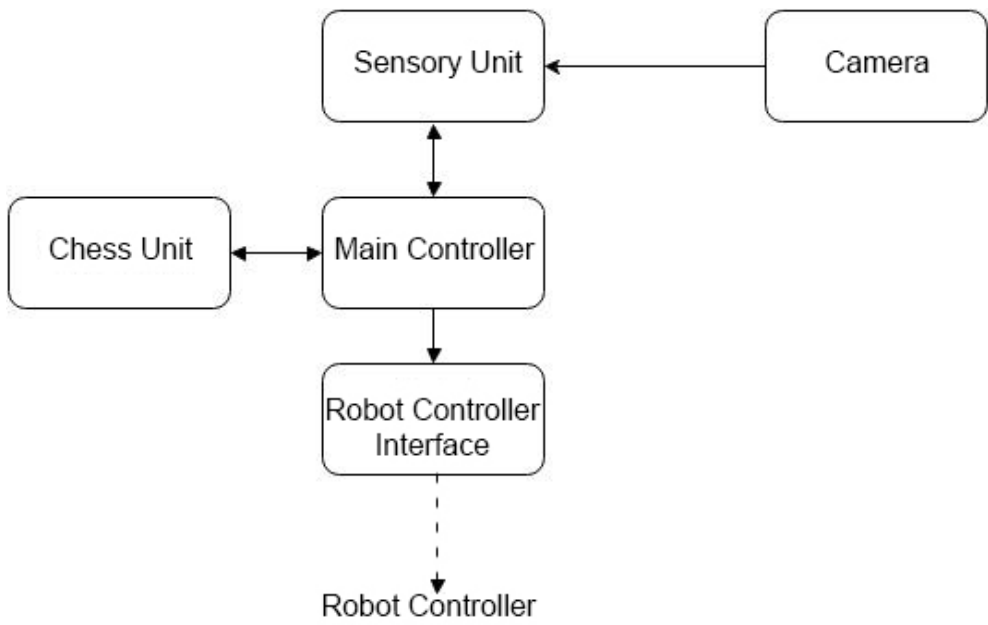 Sensory Unit
Camera
Chess Unit
Main Controller
Robot Controller
Interface
Robot Controller